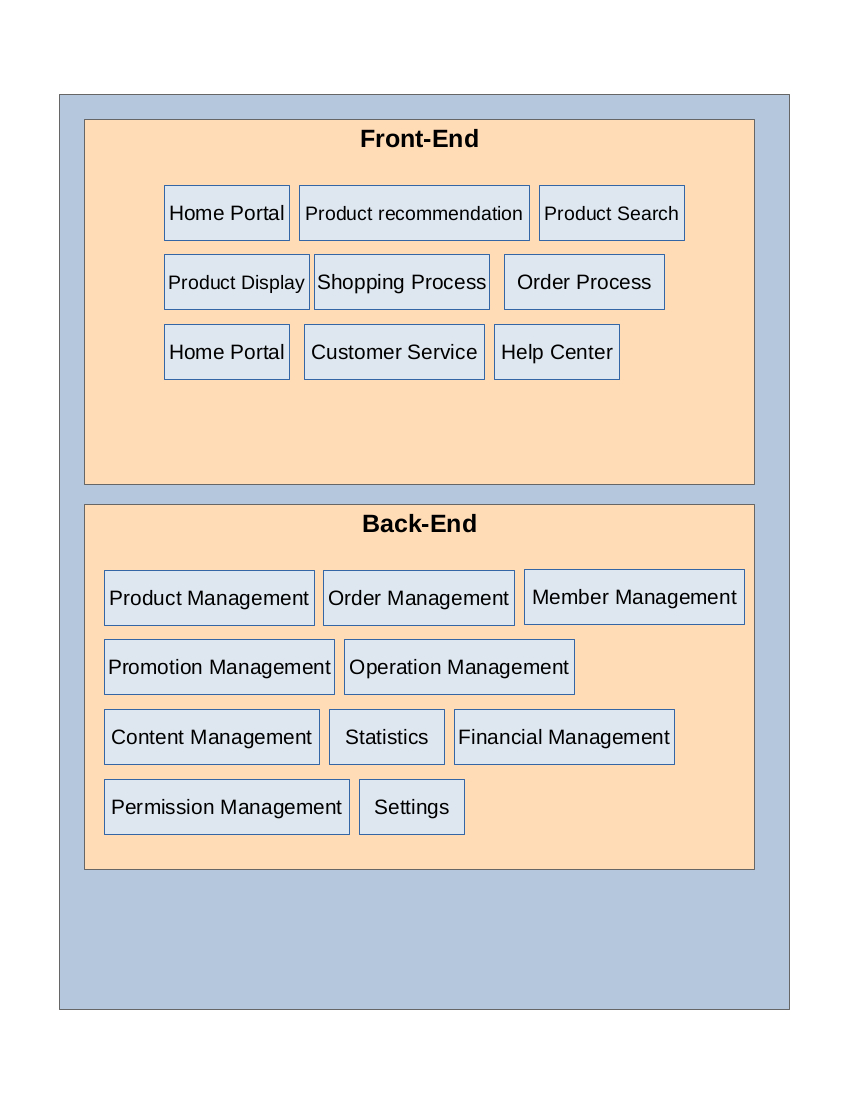 Front-End
Home Portal Product recommendation Product Search
Product Display Shopping Process Order Process
Home Portal Customer Service Help Center
Back-End
Product Management Order Management Member Management
Promotion Management Operation Management
Content Management Statistics Financial Management
Permission Management Settings